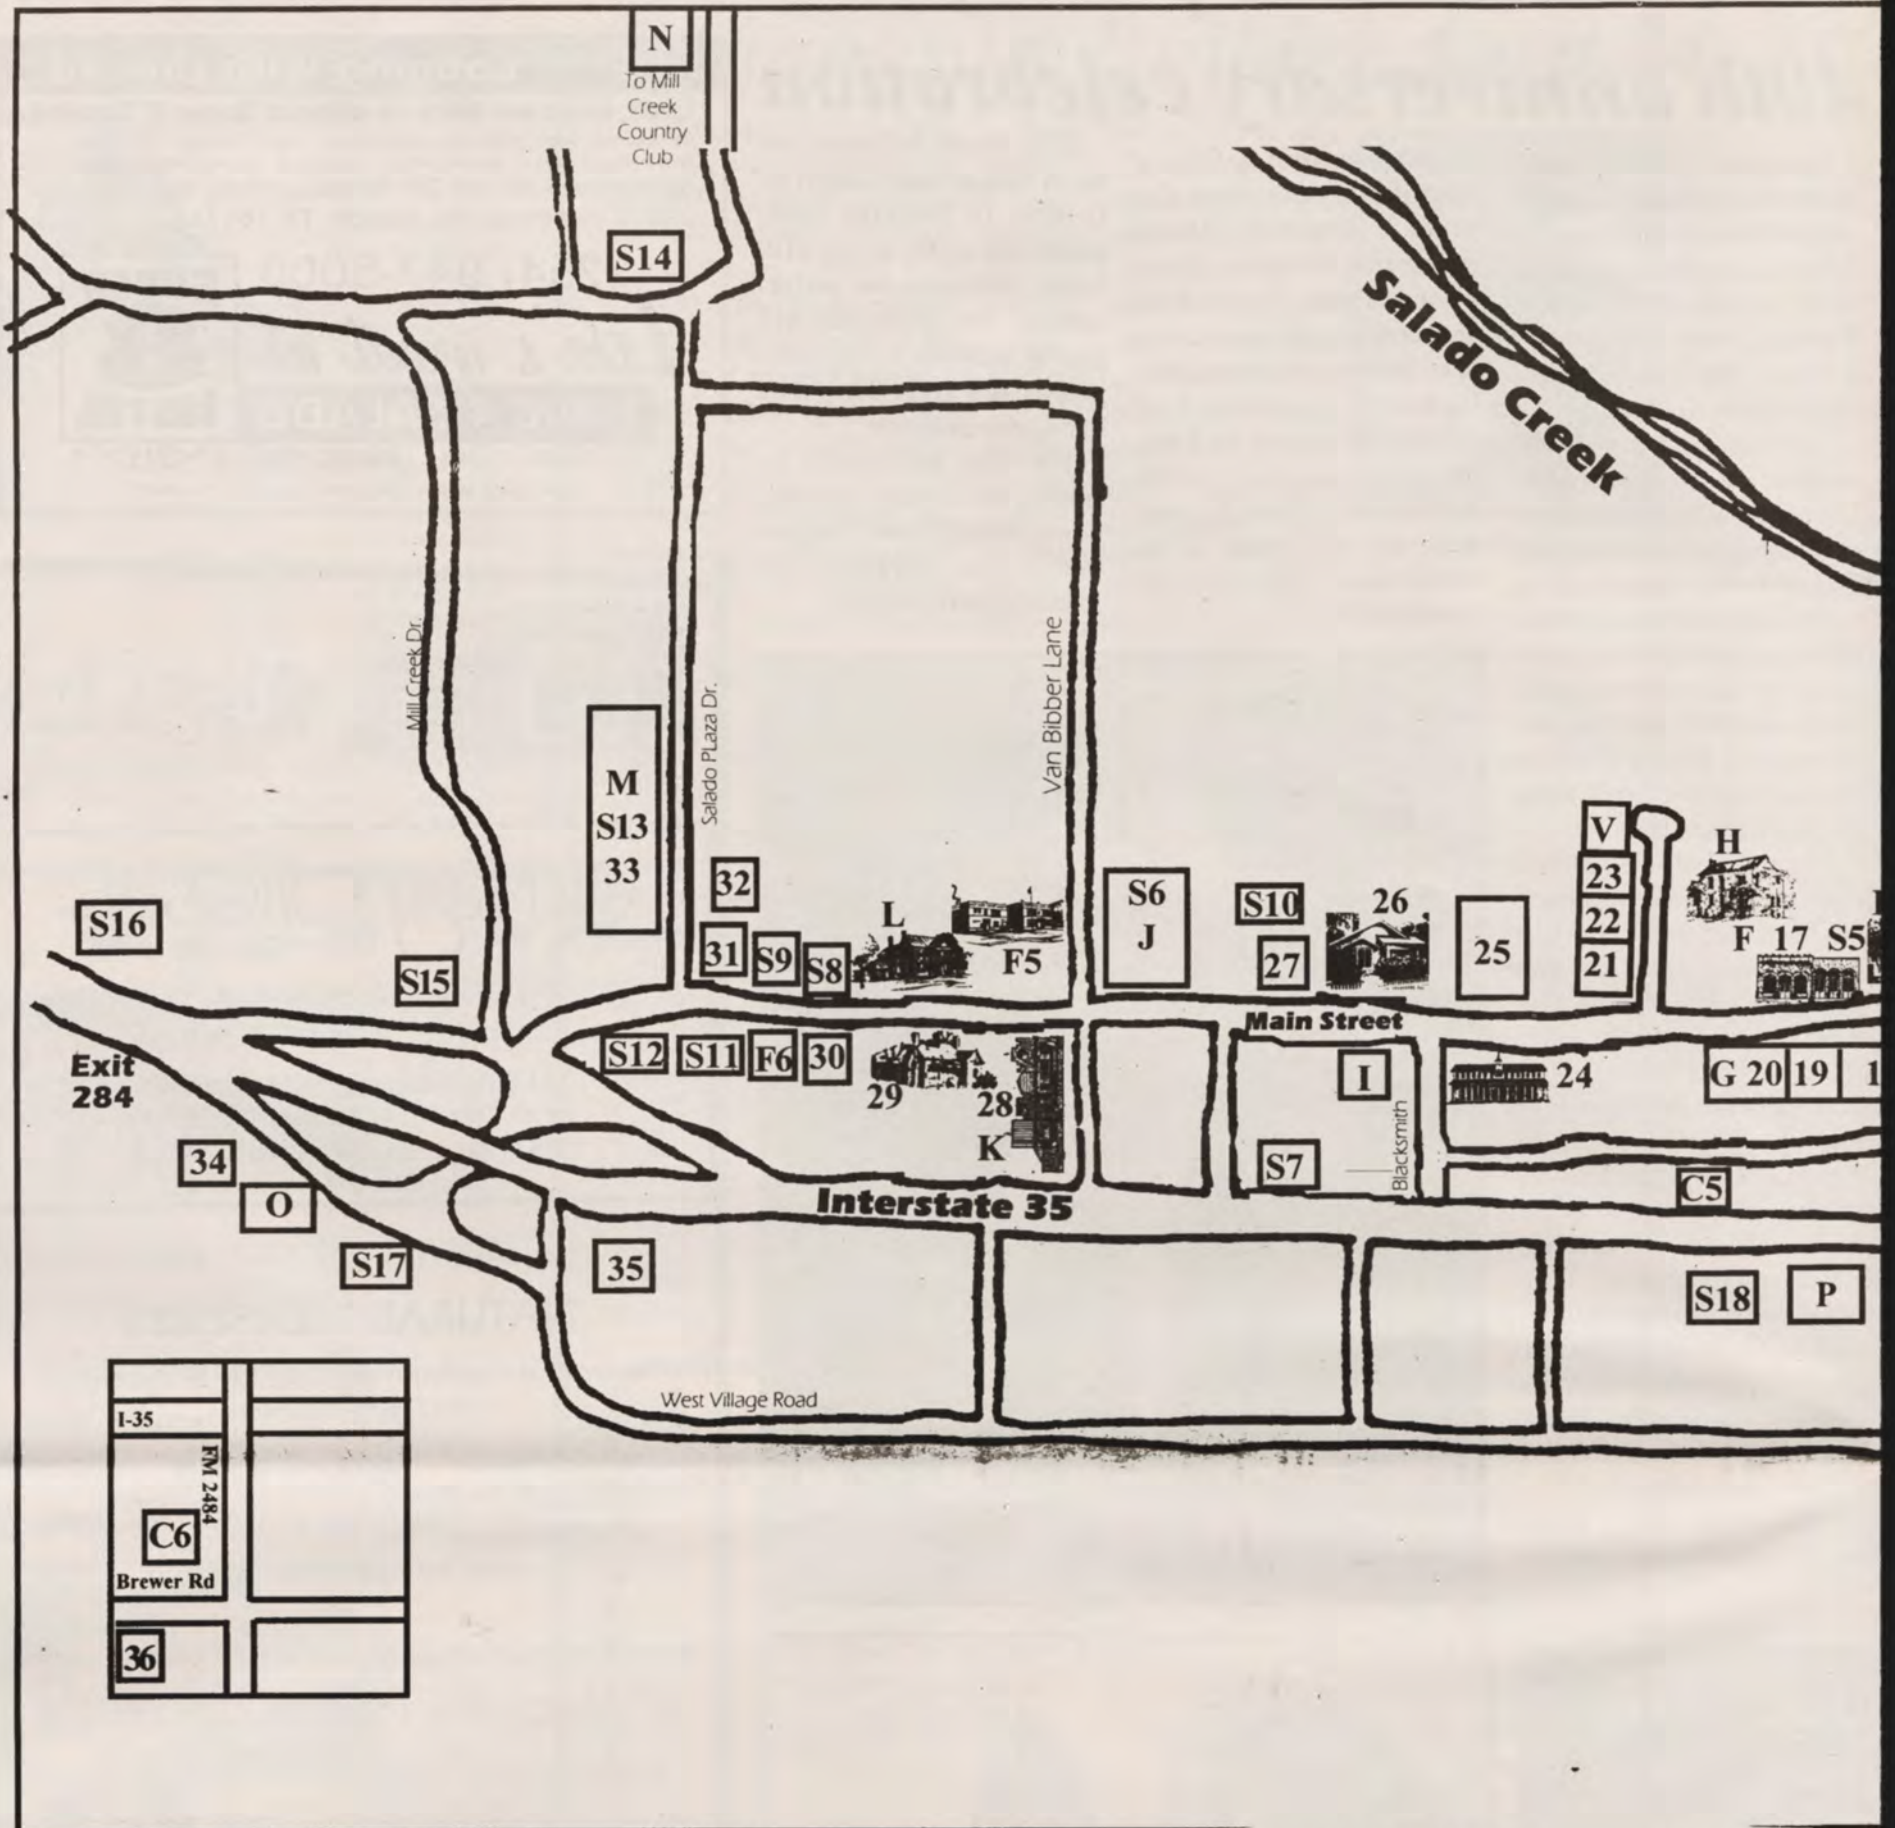 N
To Mill
Creek
Country
Club
S14
Salado Creek
Mill Creek Dr.
Salado PLaza Dr.
Van Bibber Lane
M
S13
33
32
31
S9
S8
L
F5
S6
J
S10
27
26
25
V
23
22
21
H
F 17 S5
S16
S15
Exit
284
S12
S11
F6
30
29
28
K
Main Street
I
Blacksmith
24
G 20
19
S7
C5
34
O
S17
Interstate 35
35
S18
P
West Village Road
I-35
FM 2484
C6
Brewer Rd
36